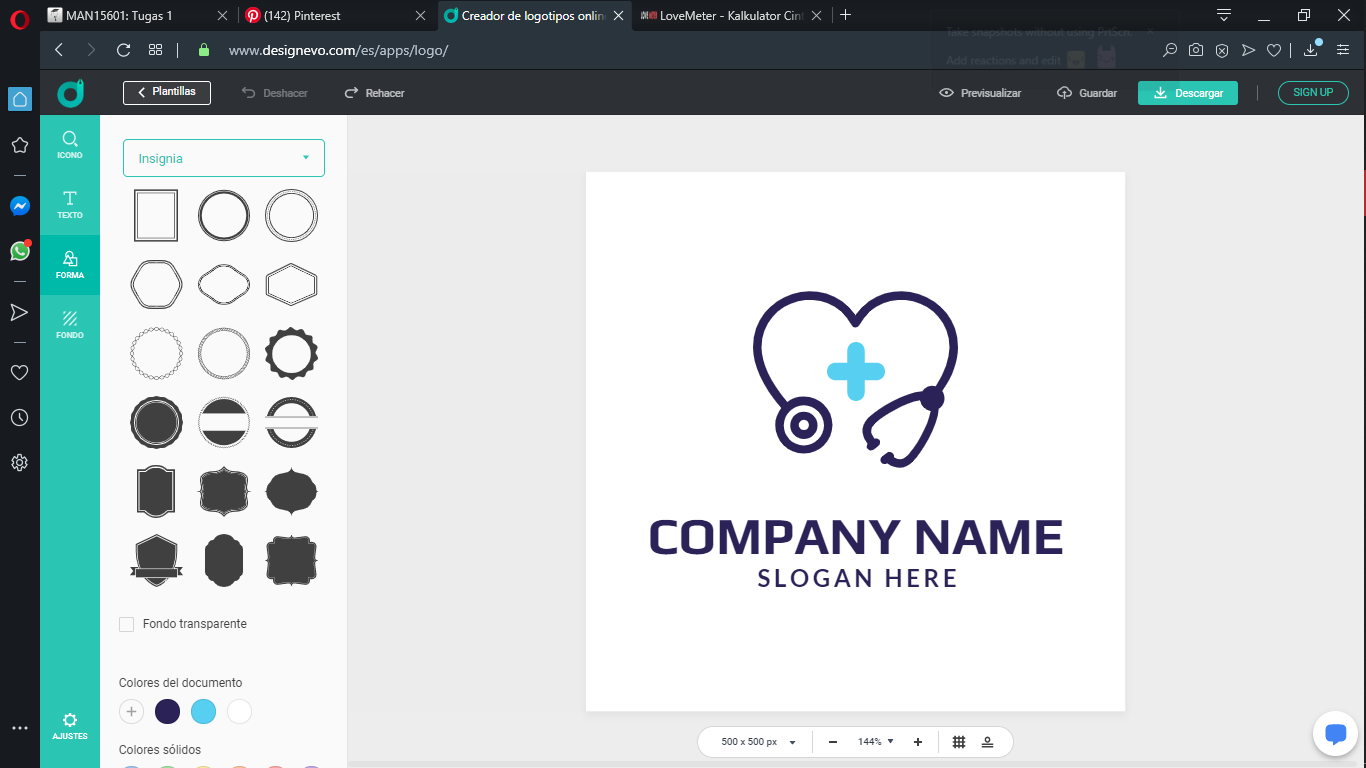 MAN15601: Tugas 1
(142) Pinterest
Creador de logotipos onlin
LoveMeter - Kalkulator Cin
www.designevo.com/es/apps/logo/
Take snapshots without using PrtScn.
Add reactions and edit
Plantillas
Deshacer
Rehacer
Previsualizar
Guardar
Descargar
SIGN UP
ICONO
TEXTO
FORMA
FONDO
AJUSTES
Insignia
Fondo transparente
Colores del documento
Colores sólidos
COMPANY NAME
SLOGAN HERE
500 x 500 px
144%